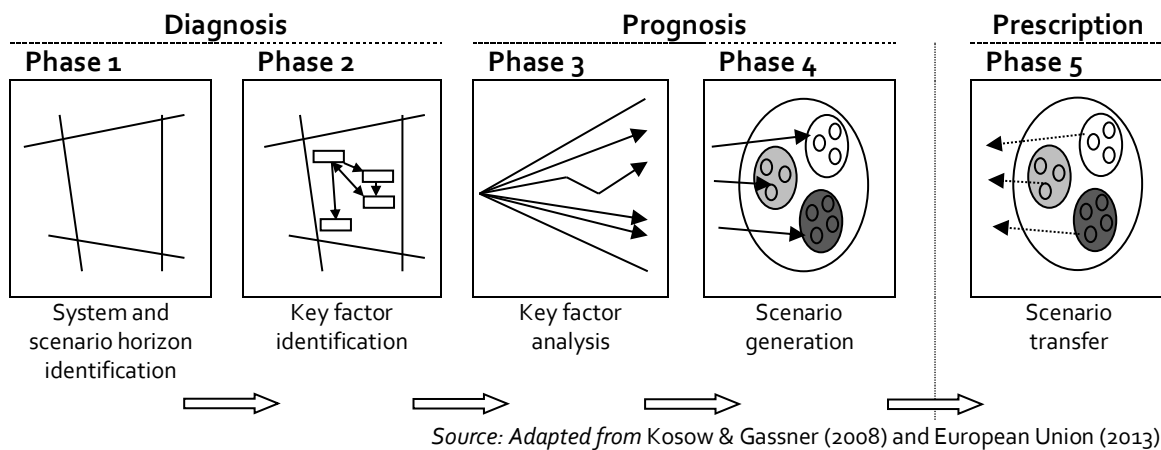 Diagnosis Prognosis Prescription
Phase 1 Phase 2 Phase 3 Phase 4 Phase 5
System and scenario horizon identification
Key factor identification
Key factor analysis
Scenario generation
Scenario transfer
Source: Adapted from Kosow & Gassner (2008) and European Union (2013)